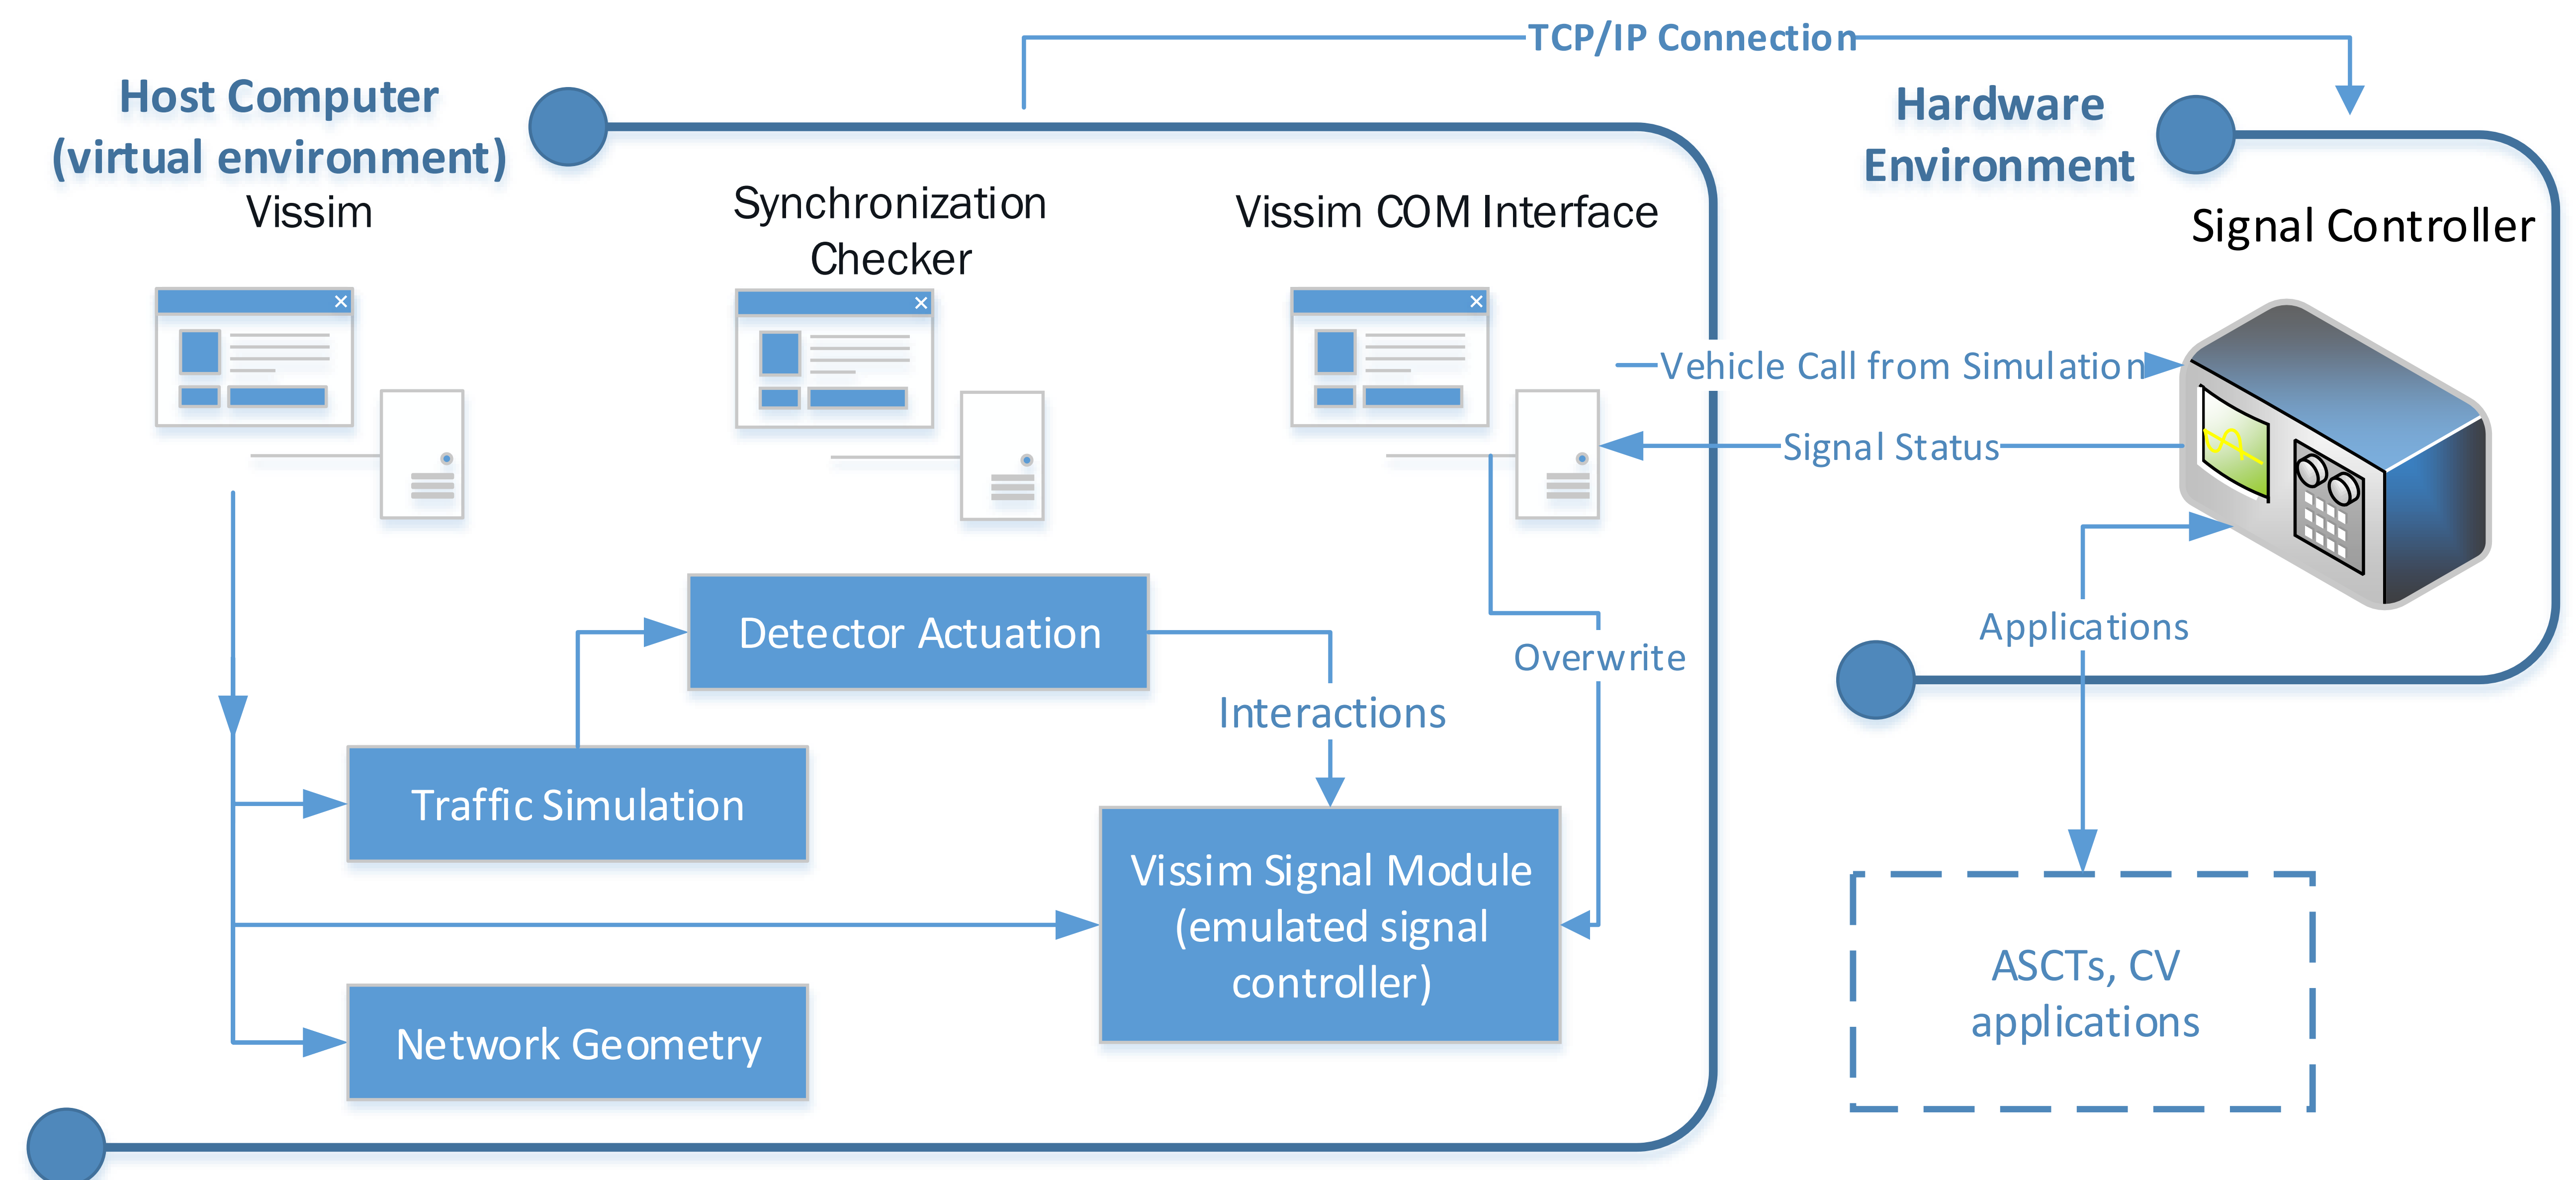 TCP/IP Connection
Host Computer
(virtual environment)
Vissim
Synchronization
Checker
Vissim COM Interface
Hardware
Environment
Signal Controller
Vehicle Call from Simulation
Signal Status
Detector Actuation
Interactions
Overwrite
Applications
Traffic Simulation
Vissim Signal Module
(emulated signal
controller)
Network Geometry
ASCTs, CV
applications